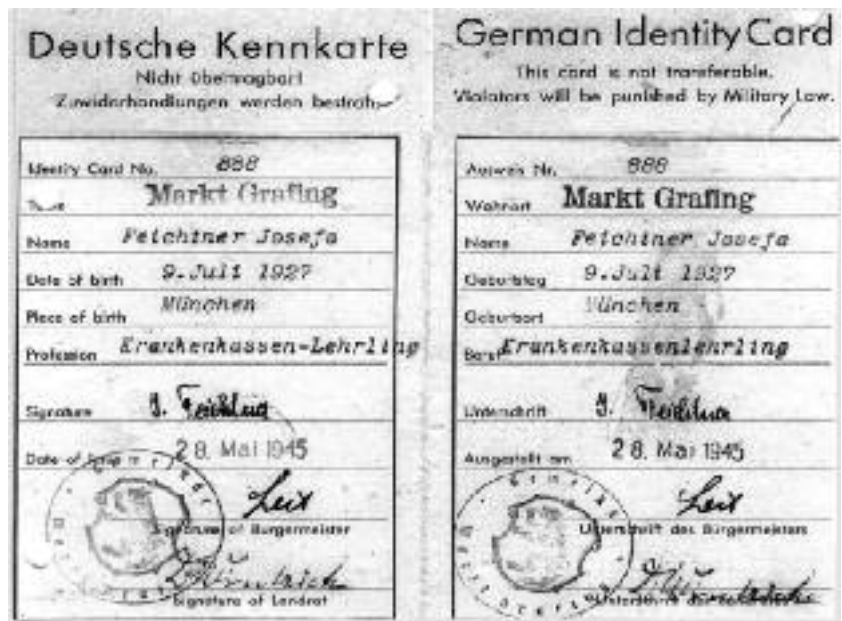 Deutsche Kennkarte
Nicht übertragbar!
Zuwiderhandlungen werden bestraft.
Identity Card No. 888
Markt Grafing
Name Feichtner Josefa
Date of birth 9.Juli 1927
Place of birth München
Profession Krankenkassen-Lehrling
Signature J.
Date of 28. Mai 1945
Signature of Burgermeister
Signature of Landrat
German Identity Card
This card is not transferable.
Violators will be punished by Military Law.
Ausweis Nr. 888
Wohnort Markt Grafing
Name Feichtner Josefa
Geburtstag 9.Juli 1927
Geburtsort München
Beruf Krankenkassenlehrling
Unterschrift J.
Ausgestellt am 28. Mai 1945
Unterschrift des Bürgermeisters
Unterschrift des